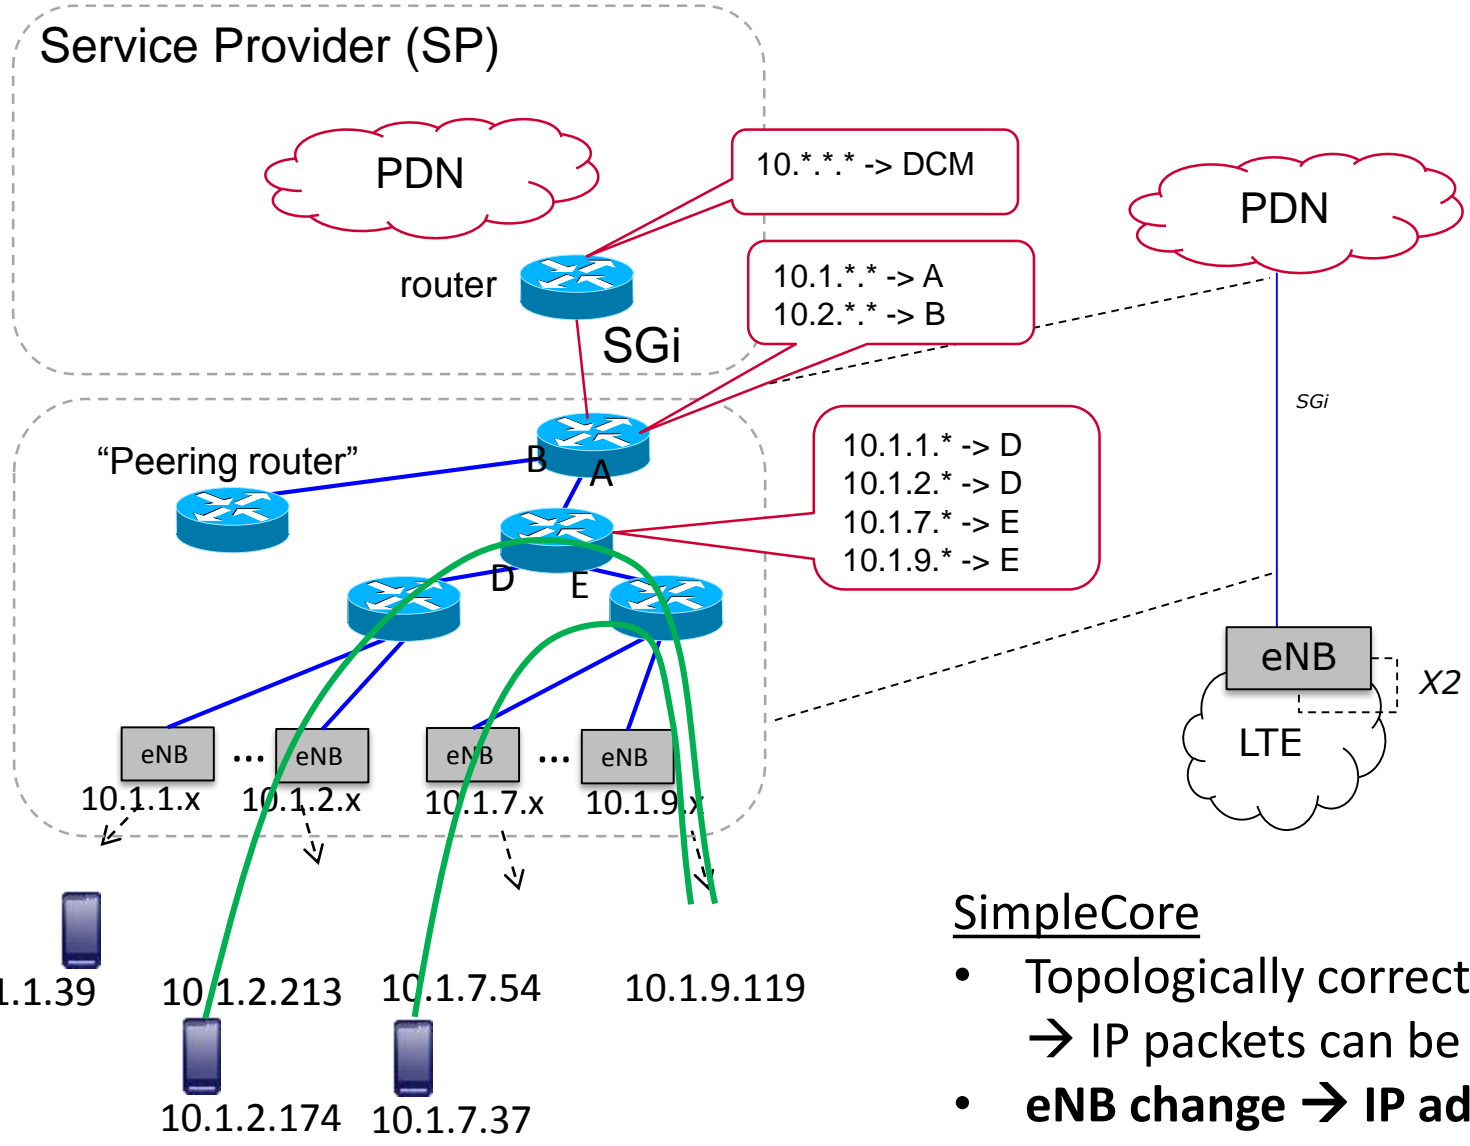 Service Provider (SP)
PDN
10.*.*.* -> DCM
PDN
router
10.1.*.* -> A
10.2.*.* -> B
SGi
SGi
"Peering router"
B
A
10.1.1.* -> D
10.1.2.* -> D
10.1.7.* -> E
10.1.9.* -> E
D
E
eNB
X2
LTE
eNB
...
eNB
eNB
...
eNB
10.1.1.x
10.1.2.x
10.1.7.x
10.1.9.x
1.1.39
10.1.2.213
10.1.7.54
10.1.9.119
10.1.2.174
10.1.7.37
SimpleCore
• Topologically correct
→ IP packets can be
• eNB change → IP ad